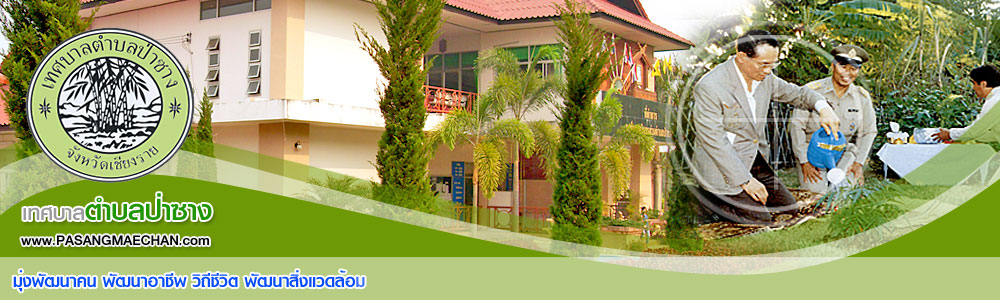 เทศบาลตำบลป่าซาง
จังหวัดเชียงราย
เทศบาลตำบลป่าซาง
www.PASANGMAECHAN.com
มุ่งพัฒนาคน พัฒนาอาชีพ วิถีชีวิต พัฒนาสิ่งแวดล้อม